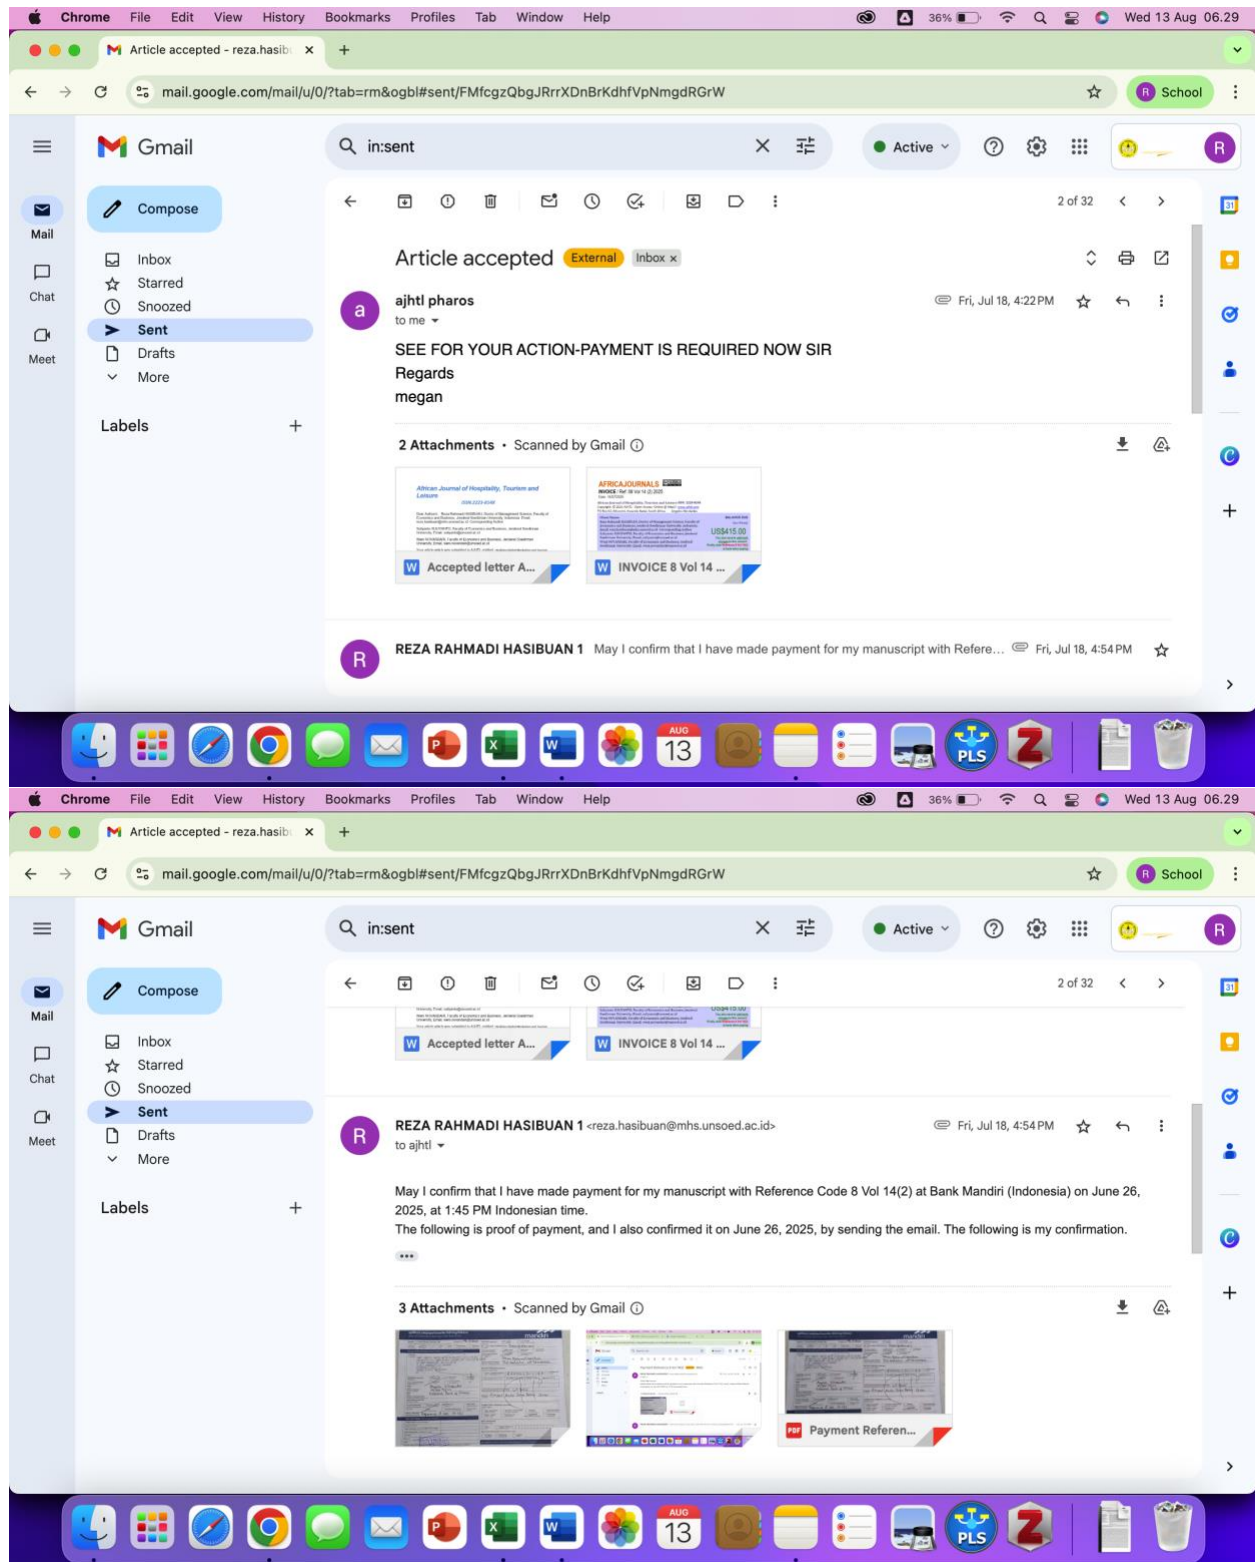 Chrome File Edit View History Bookmarks Profiles Tab Window Help 36% Wed 13 Aug 06.29
Article accepted - reza.hasib
mail.google.com/mail/u/0/?tab=rm&ogbl#sent/FMfcgzQbgJRrrXDnBrKdhfVpNmgdRGrW
R School
Gmail
in:sent
Active
R
Compose
2 of 32
Mail
Chat
Meet
Inbox
Starred
Snoozed
Sent
Drafts
More
Labels
Article accepted External Inbox x
a
ajhtl pharos Fri, Jul 18, 4:22 PM
to me
SEE FOR YOUR ACTION-PAYMENT IS REQUIRED NOW SIR
Regards
megan
2 Attachments • Scanned by Gmail
African Journal of Hospitality, Tourism and
Leisure
AFRICAJOURNALS
US$415.00
W Accepted letter A...
W INVOICE 8 Vol 14 ...
R
REZA RAHMADI HASIBUAN 1 May I confirm that I have made payment for my manuscript with Refere... Fri, Jul 18, 4:54 PM
AUG
13
PLS
Chrome File Edit View History Bookmarks Profiles Tab Window Help 36% Wed 13 Aug 06.29
Article accepted - reza.hasib
mail.google.com/mail/u/0/?tab=rm&ogbl#sent/FMfcgzQbgJRrrXDnBrKdhfVpNmgdRGrW
R School
Gmail
in:sent
Active
R
Compose
2 of 32
Mail
Chat
Meet
Inbox
Starred
Snoozed
Sent
Drafts
More
Labels
W Accepted letter A...
W INVOICE 8 Vol 14 ...
R
REZA RAHMADI HASIBUAN 1 <reza.hasibuan@mhs.unsoed.ac.id> Fri, Jul 18, 4:54 PM
to ajhtl
May I confirm that I have made payment for my manuscript with Reference Code 8 Vol 14(2) at Bank Mandiri (Indonesia) on June 26,
2025, at 1:45 PM Indonesian time.
The following is proof of payment, and I also confirmed it on June 26, 2025, by sending the email. The following is my confirmation.
3 Attachments • Scanned by Gmail
PDF Payment Referen...
AUG
13
PLS